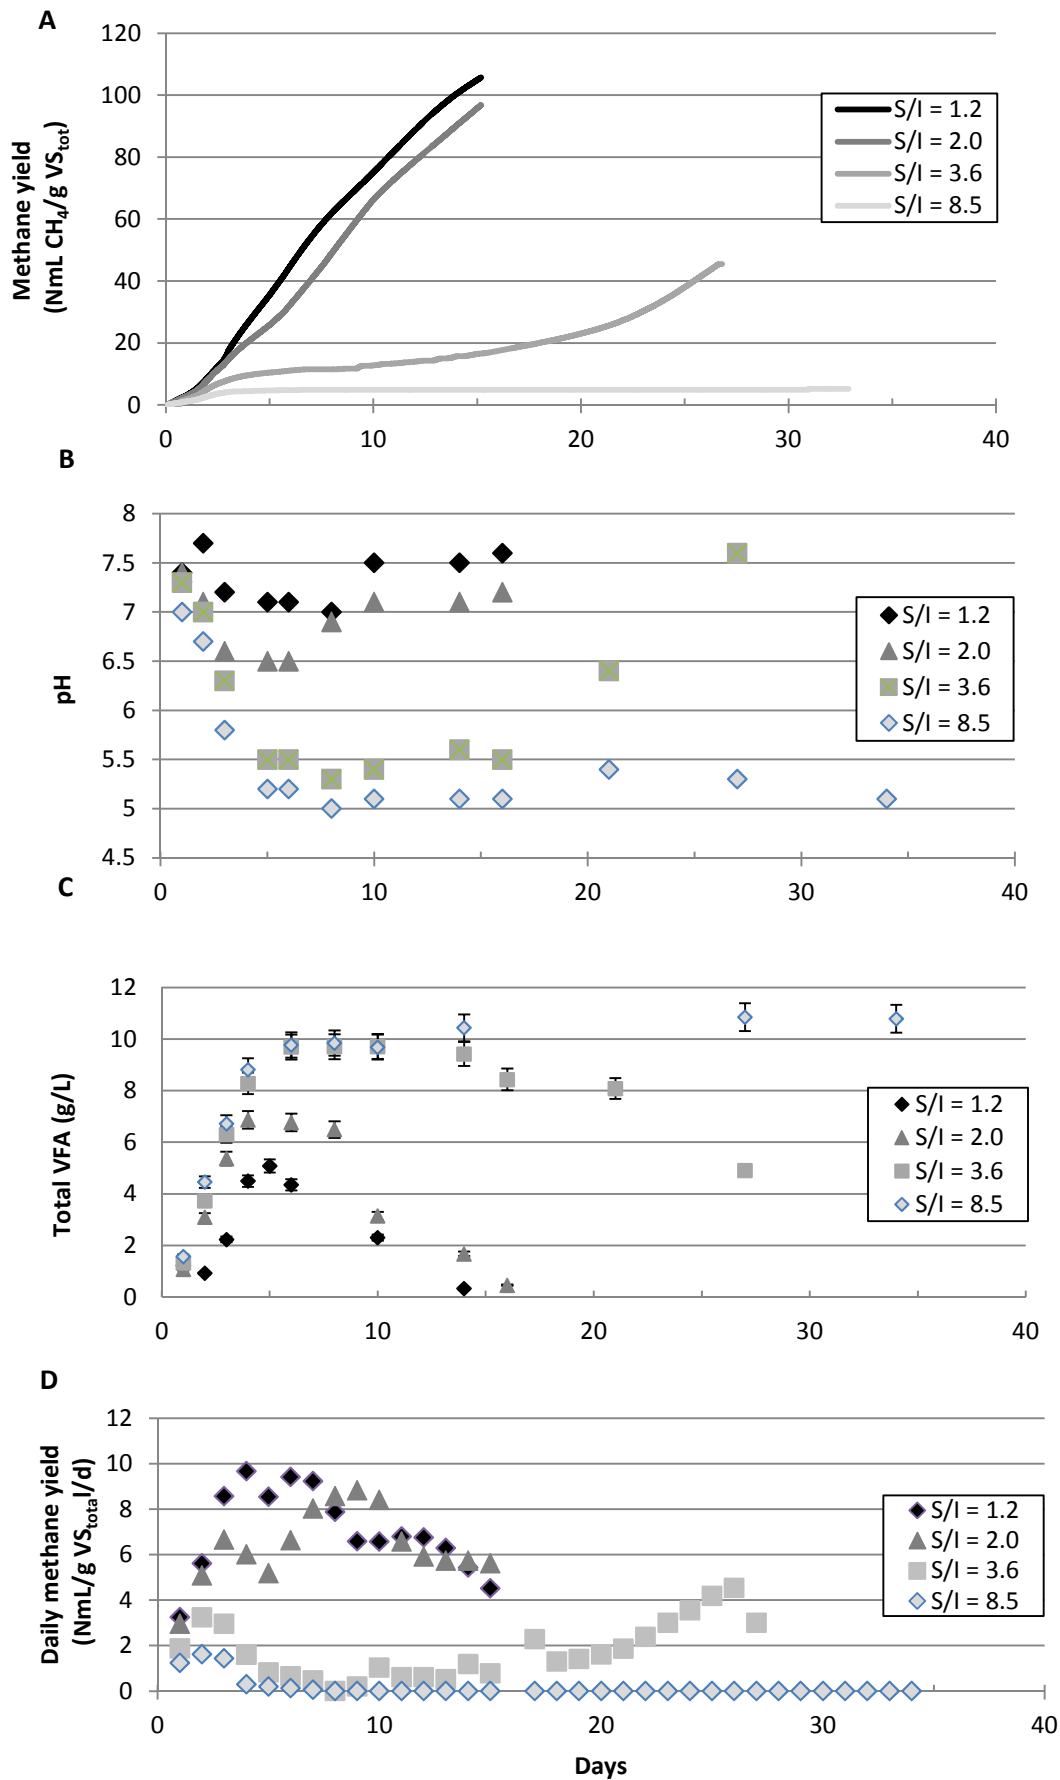 A
120
100
80
60
40
20
0
0 10 20 30 40
Methane yield
(NmL CH₄/g VS_tot)
S/I = 1.2
S/I = 2.0
S/I = 3.6
S/I = 8.5
B
8
7.5
7
6.5
6
5.5
5
4.5
0 10 20 30 40
pH
S/I = 1.2
S/I = 2.0
S/I = 3.6
S/I = 8.5
C
12
10
8
6
4
2
0
0 10 20 30 40
Total VFA (g/L)
S/I = 1.2
S/I = 2.0
S/I = 3.6
S/I = 8.5
D
12
10
8
6
4
2
0
0 10 20 30 40
Daily methane yield
(NmL/g VS_total/d)
S/I = 1.2
S/I = 2.0
S/I = 3.6
S/I = 8.5
Days